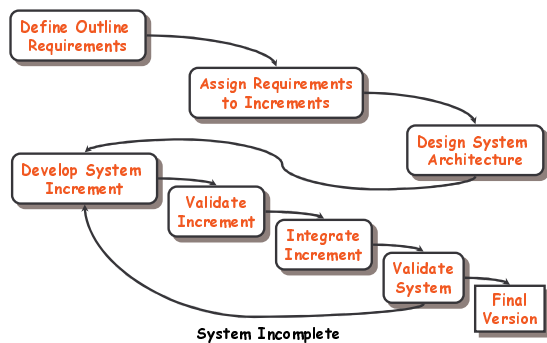 Define Outline
Requirements
Assign Requirements
to Increments
Design System
Architecture
Develop System
Increment
Validate
Increment
Integrate
Increment
Validate
System
Final
Version
System Incomplete